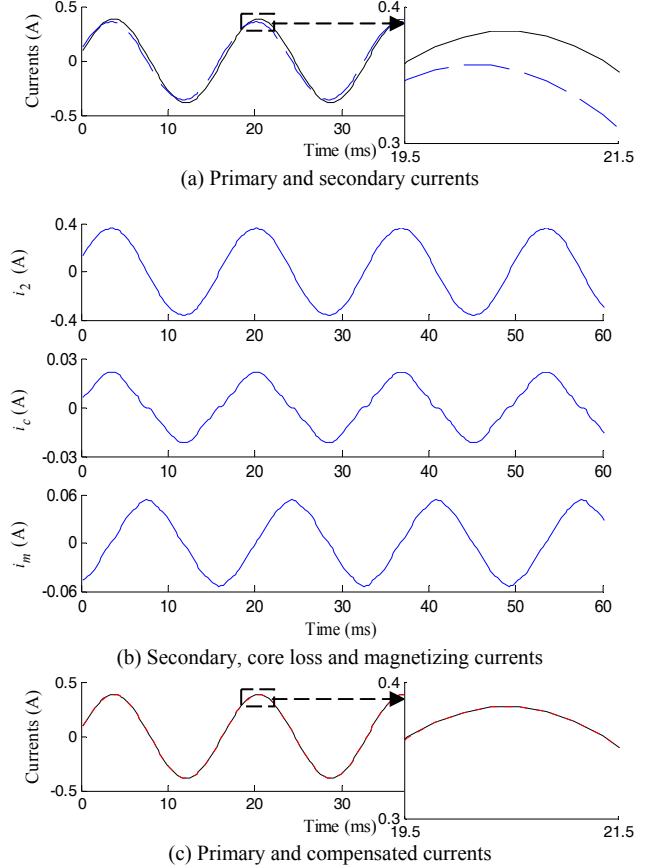 0.5
0
-0.5
Currents (A)
0 10 20 30
Time (ms)
0.4
0.3
19.5 21.5
(a) Primary and secondary currents
0.4
0
-0.4
i2 (A)
0 10 20 30 40 45 50 60
0.03
0
-0.03
ic (A)
0 10 20 30 40 50 60
0.06
0
-0.06
im (A)
0 10 20 30 40 50 60
Time (ms)
(b) Secondary, core loss and magnetizing currents
0.5
0
-0.5
Currents (A)
0 10 20 30
Time (ms)
0.4
0.3
19.5 21.5
(c) Primary and compensated currents